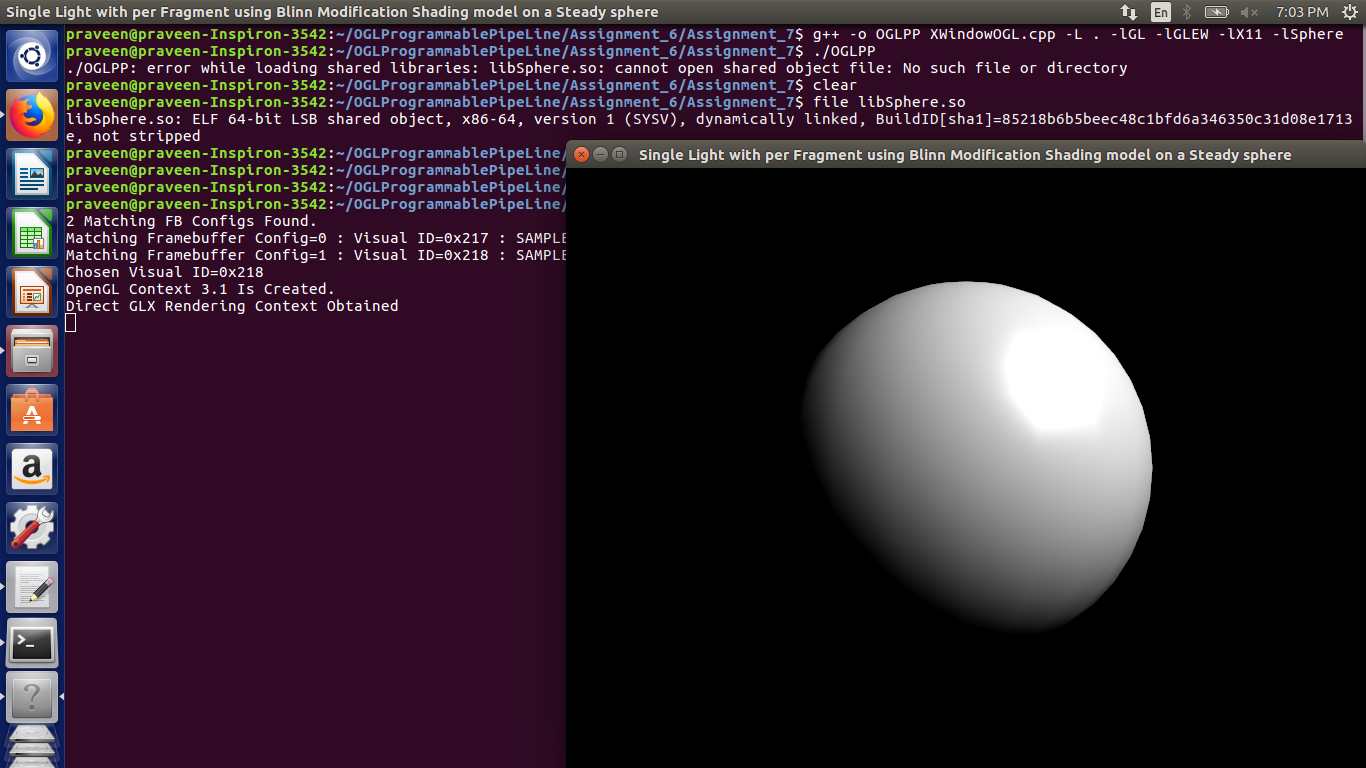 Single Light with per Fragment using Blinn Modification Shading model on a Steady sphere
En
7:03 PM
praveen@praveen-Inspiron-3542:~/OGLProgrammablePipeLine/Assignment_6/Assignment_7$ g++ -o OGLPP XWindowOGL.cpp -L . -lGL -lGLEW -lX11 -lSphere
praveen@praveen-Inspiron-3542:~/OGLProgrammablePipeLine/Assignment_6/Assignment_7$ ./OGLPP
./OGLPP: error while loading shared libraries: libSphere.so: cannot open shared object file: No such file or directory
praveen@praveen-Inspiron-3542:~/OGLProgrammablePipeLine/Assignment_6/Assignment_7$ clear
praveen@praveen-Inspiron-3542:~/OGLProgrammablePipeLine/Assignment_6/Assignment_7$ file libSphere.so
libSphere.so: ELF 64-bit LSB shared object, x86-64, version 1 (SYSV), dynamically linked, BuildID[sha1]=85218b6b5beec48c1bfd6a346350c31d08e1713
e, not stripped
praveen@praveen-Inspiron-3542:~/OGLProgrammablePipeLine/
praveen@praveen-Inspiron-3542:~/OGLProgrammablePipeLine/
praveen@praveen-Inspiron-3542:~/OGLProgrammablePipeLine/
praveen@praveen-Inspiron-3542:~/OGLProgrammablePipeLine/
2 Matching FB Configs Found.
Matching Framebuffer Config=0 : Visual ID=0x217 : SAMPLE
Matching Framebuffer Config=1 : Visual ID=0x218 : SAMPLE
Chosen Visual ID=0x218
OpenGL Context 3.1 Is Created.
Direct GLX Rendering Context Obtained
Single Light with per Fragment using Blinn Modification Shading model on a Steady sphere